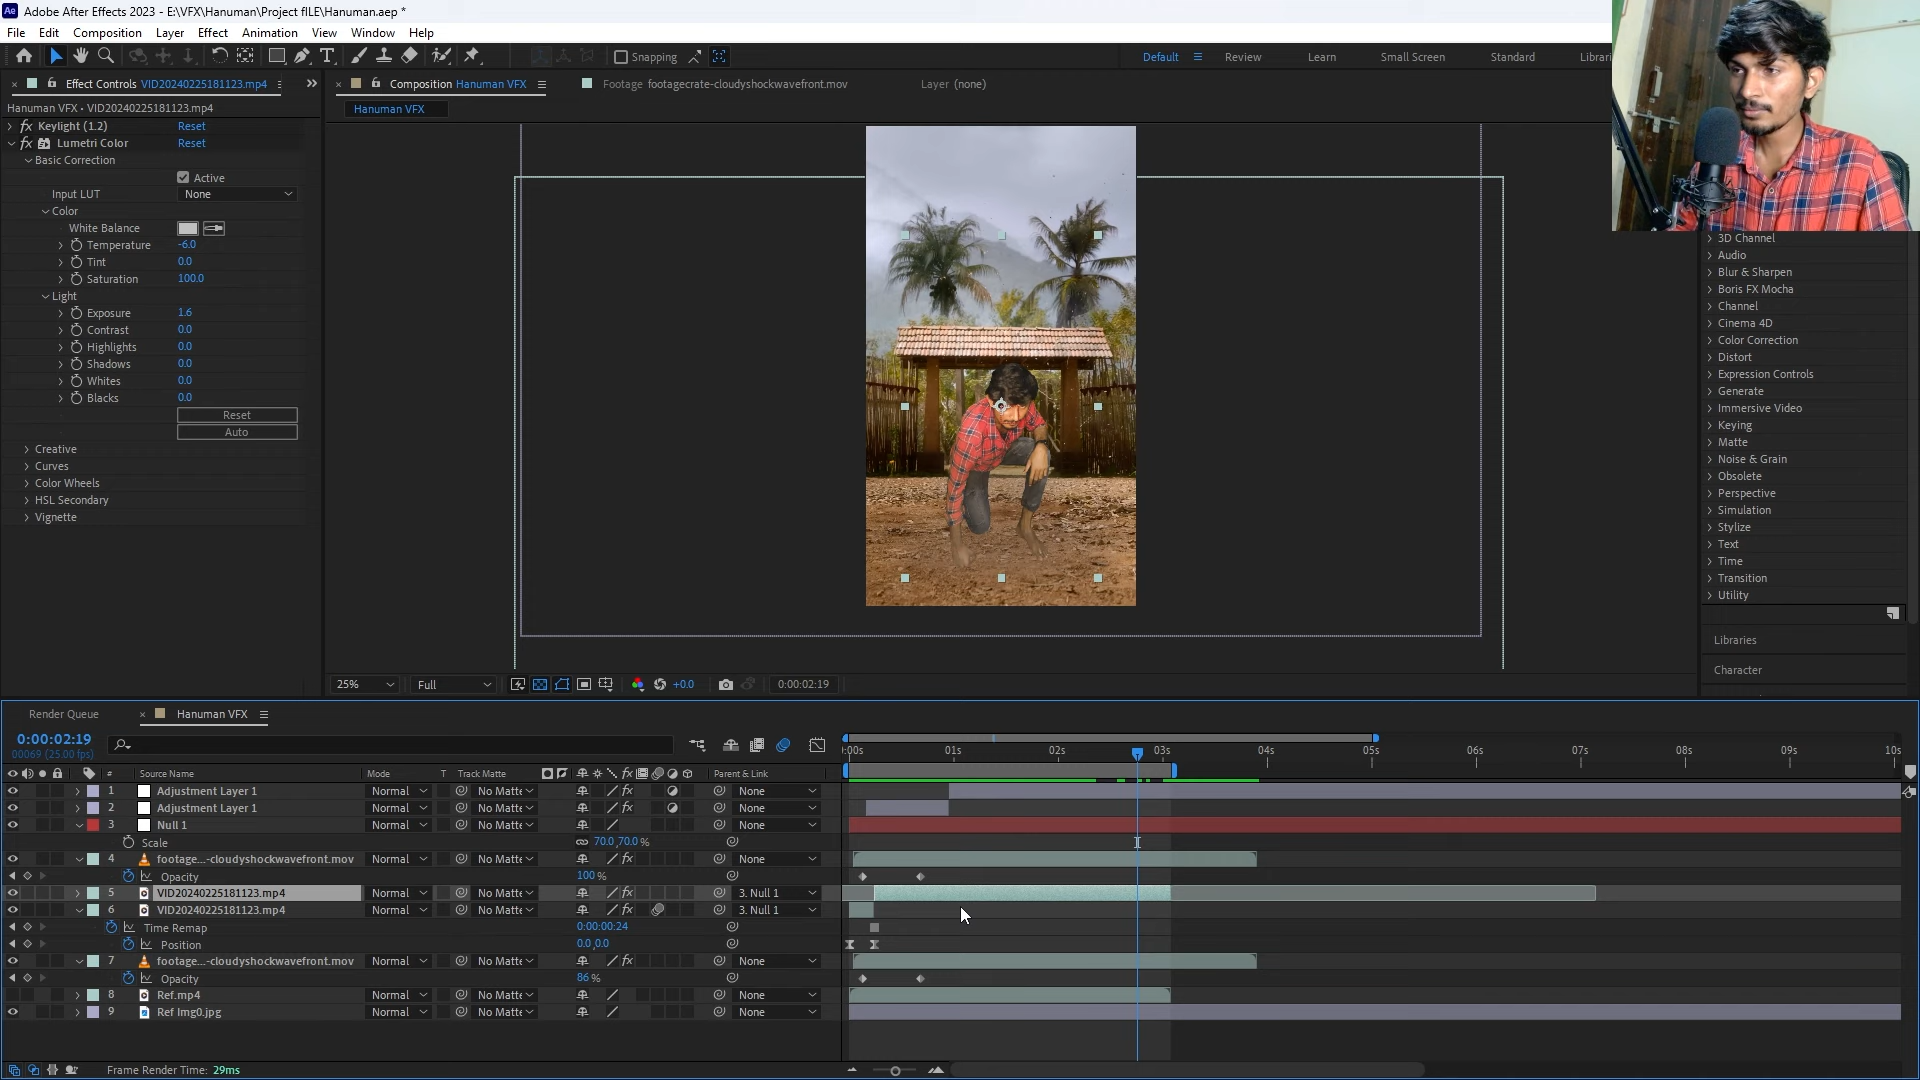 Adobe After Effects 2023 - E:\VFX\Hanuman\Project fILE\Hanuman.aep *
File Edit Composition Layer Effect Animation View Window Help
Snapping
Default Review Learn Small Screen Standard
Effect Controls VID20240225181123.mp4
Composition Hanuman VFX
Footage footagecrate-cloudyshockwavefront.mov
Layer (none)
Hanuman VFX • VID20240225181123.mp4
Hanuman VFX
Keylight (1.2) Reset
Lumetri Color Reset
Basic Correction
Active
Input LUT None
Color
White Balance
Temperature -6.0
Tint 0.0
Saturation 100.0
Light
Exposure 1.6
Contrast 0.0
Highlights 0.0
Shadows 0.0
Whites 0.0
Blacks 0.0
Reset
Auto
Creative
Curves
Color Wheels
HSL Secondary
Vignette
3D Channel
Audio
Blur & Sharpen
Boris FX Mocha
Channel
Cinema 4D
Color Correction
Distort
Expression Controls
Generate
Immersive Video
Keying
Matte
Noise & Grain
Obsolete
Perspective
Simulation
Stylize
Text
Time
Transition
Utility
Libraries
Character
25% Full +0.0 0:00:02:19
Render Queue Hanuman VFX
0:00:02:19
00069 (25.00 fps)
:00s 01s 02s 03s 04s 05s 06s 07s 08s 09s 10s
# Source Name Mode T Track Matte fx Parent & Link
1 Adjustment Layer 1 Normal No Matte fx None
2 Adjustment Layer 1 Normal No Matte fx None
3 Null 1 Normal No Matte None
Scale 70.0,70.0 %
4 footage...-cloudyshockwavefront.mov Normal No Matte fx None
Opacity 100 %
5 VID20240225181123.mp4 Normal No Matte fx 3. Null 1
6 VID20240225181123.mp4 Normal No Matte fx 3. Null 1
Time Remap 0:00:00:24
Position 0.0,0.0
7 footage...-cloudyshockwavefront.mov Normal No Matte fx None
Opacity 86 %
8 Ref.mp4 Normal No Matte None
9 Ref Img0.jpg Normal No Matte None
Frame Render Time: 29ms